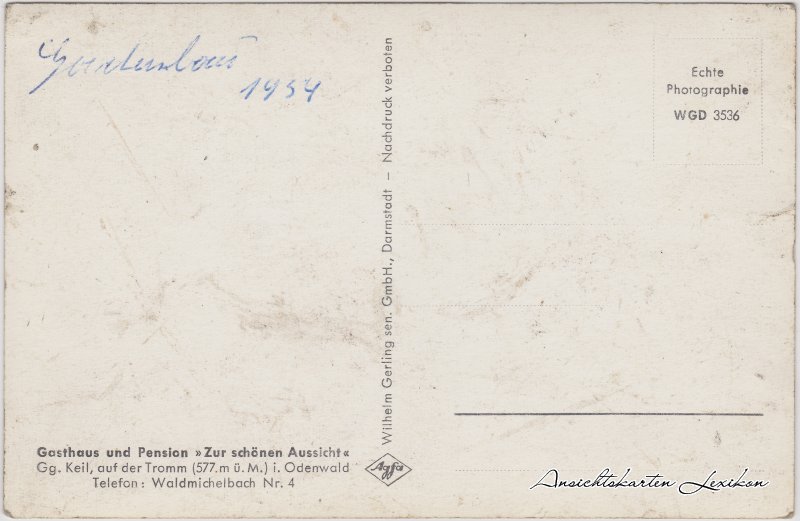 1954
Echte
Photographie
WGD 3536
Wilhelm Gerling sen. GmbH., Darmstadt – Nachdruck verboten
Gasthaus und Pension »Zur schönen Aussicht«
Gg. Keil, auf der Tromm (577.m ü. M.) i. Odenwald
Telefon: Waldmichelbach Nr. 4
Agfa
Ansichtskarten Lexikon